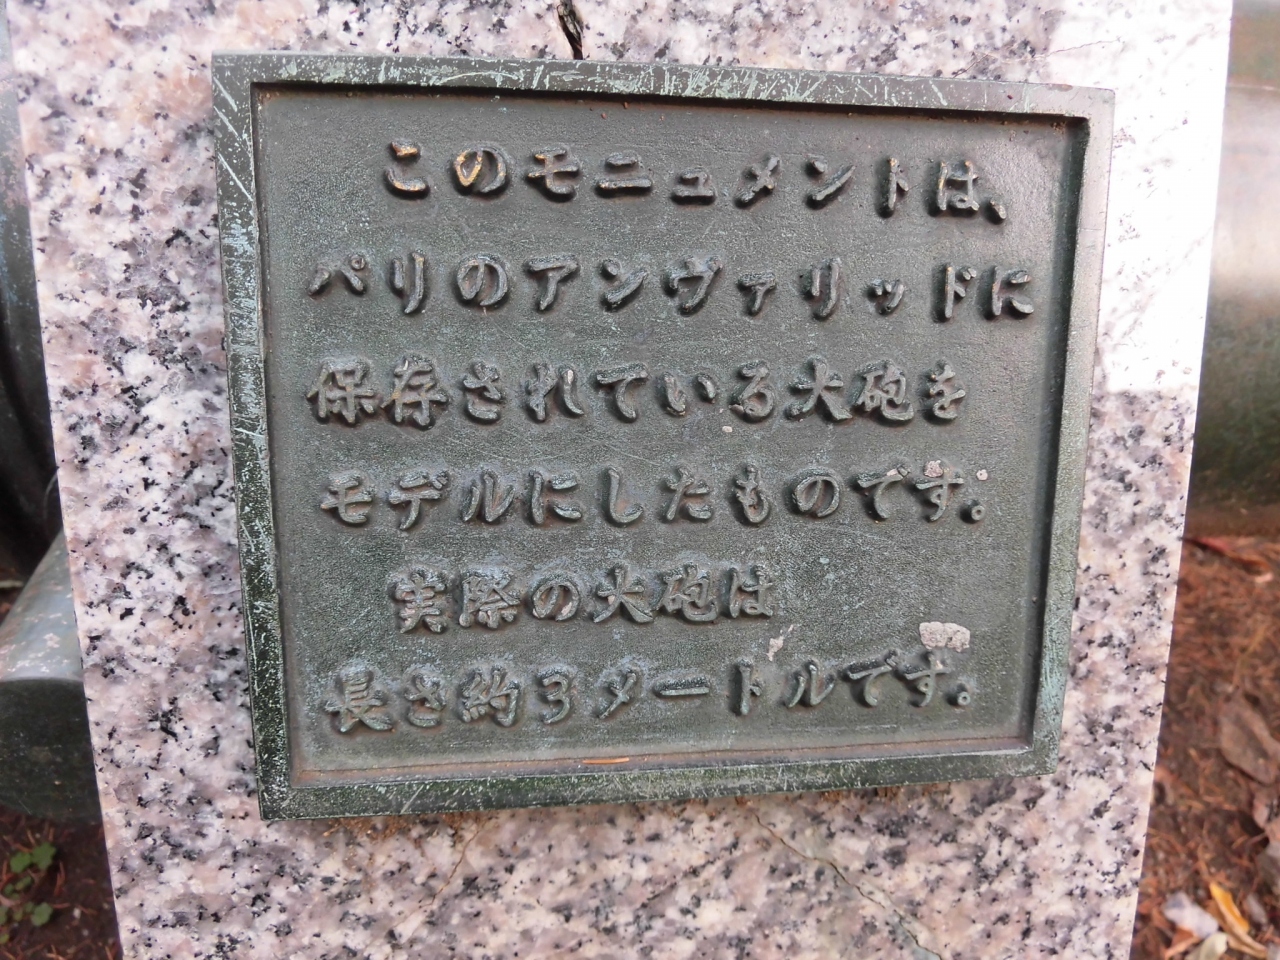 このモニュメントは、
パリのアンヴァリッドに
保存されている大砲を
モデルにしたものです。
実際の大砲は
長さ約3メートルです。